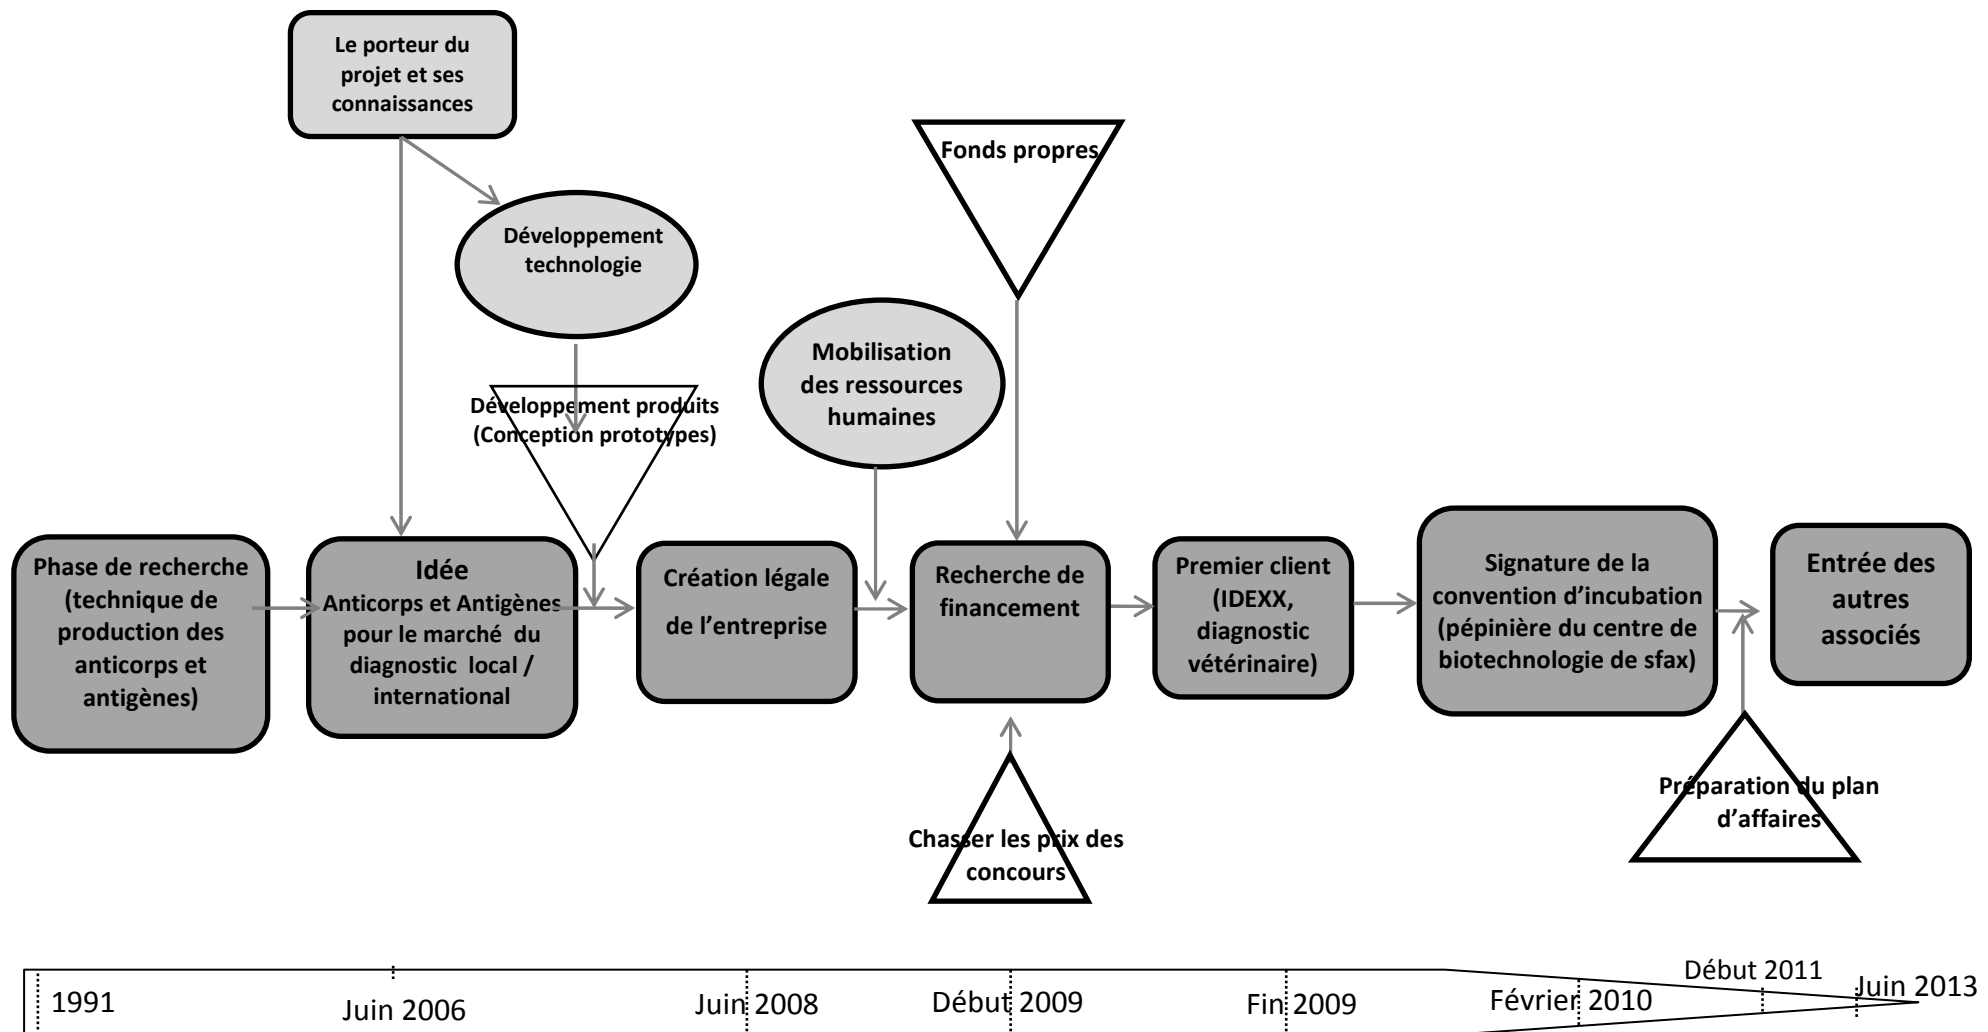 Le porteur du
projet et ses
connaissances
Fonds propres
Développement
technologie
Mobilisation
des ressources
humaines
Développement produits
(Conception prototypes)
Phase de recherche
(technique de
production des
anticorps et
antigènes)
Idée
Anticorps et Antigènes
pour le marché du
diagnostic local /
international
Création légale
de l’entreprise
Recherche de
financement
Premier client
(IDEXX,
diagnostic
vétérinaire)
Signature de la
convention d’incubation
(pépinière du centre de
biotechnologie de sfax)
Entrée des
autres
associés
Chasser les prix des
concours
Préparation du plan
d’affaires
1991
Juin 2006
Juin 2008
Début 2009
Fin 2009
Février 2010
Début 2011
Juin 2013